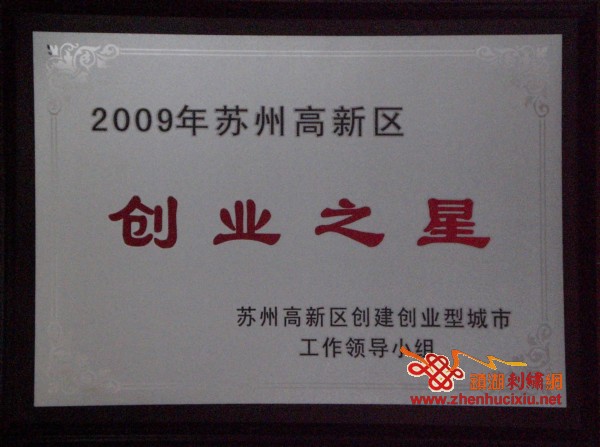 2009年苏州高新区
创业之星
苏州高新区创建创业型城市
工作领导小组
镇湖刺绣网
www.zhenhucixiu.net